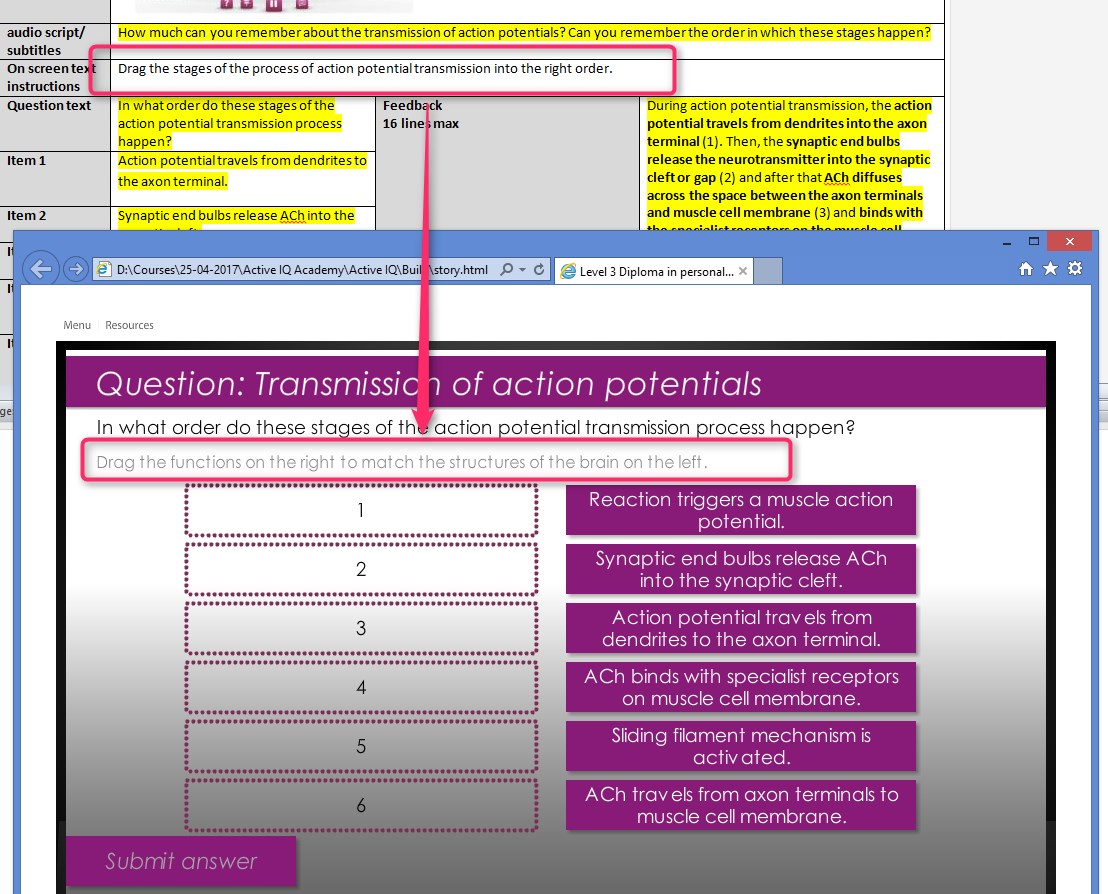 audio script/
subtitles
How much can you remember about the transmission of action potentials? Can you remember the order in which these stages happen?
On screen text
instructions
Drag the stages of the process of action potential transmission into the right order.
Question text
In what order do these stages of the
action potential transmission process
happen?
Feedback
16 lines max
During action potential transmission, the action
potential travels from dendrites into the axon
terminal (1). Then, the synaptic end bulbs
release the neurotransmitter into the synaptic
cleft or gap (2) and after that ACh diffuses
across the space between the axon terminals
and muscle cell membrane (3) and binds with
the specialist receptors on the muscle cell
Item 1
Action potential travels from dendrites to
the axon terminal.
Item 2
Synaptic end bulbs release ACh into the
D:\Courses\25-04-2017\Active IQ Academy\Active IQ\Build\story.html
Level 3 Diploma in personal...
Menu
Resources
Question: Transmission of action potentials
In what order do these stages of the action potential transmission process happen?
Drag the functions on the right to match the structures of the brain on the left.
1
Reaction triggers a muscle action
potential.
2
Synaptic end bulbs release ACh
into the synaptic cleft.
3
Action potential travels from
dendrites to the axon terminal.
4
ACh binds with specialist receptors
on muscle cell membrane.
5
Sliding filament mechanism is
activated.
6
ACh travels from axon terminals to
muscle cell membrane.
Submit answer